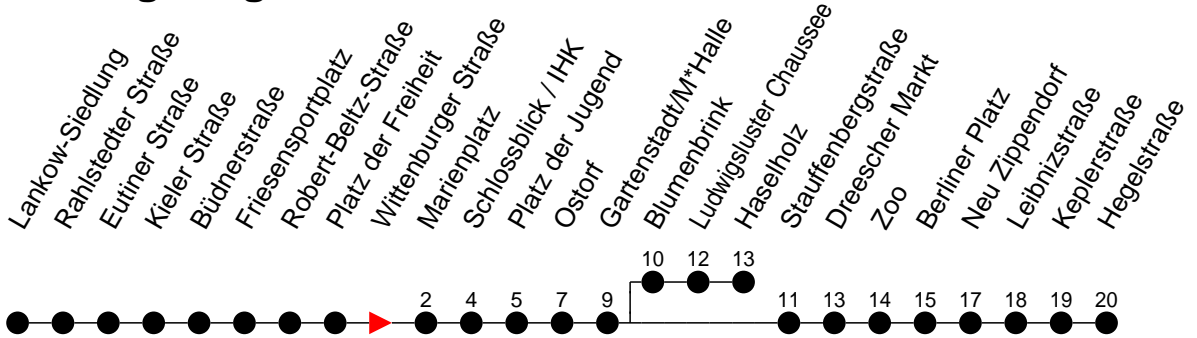 Lankow-Siedlung
Rahlstedter Straße
Eutiner Straße
Kieler Straße
Büdnerstraße
Friesensportplatz
Robert-Beltz-Straße
Platz der Freiheit
Wittenburger Straße
Marienplatz
Schlossblick / IHK
Platz der Jugend
Ostorf
Gartenstadt/M*Halle
Blumenbrink
Ludwigsluster Chaussee
Haselholz
Stauffenbergstraße
Dreescher Markt
Zoo
Berliner Platz
Neu Zippendorf
Leibnizstraße
Keplerstraße
Hegelstraße
10 12 13
2 4 5 7 9 11 13 14 15 17 18 19 20